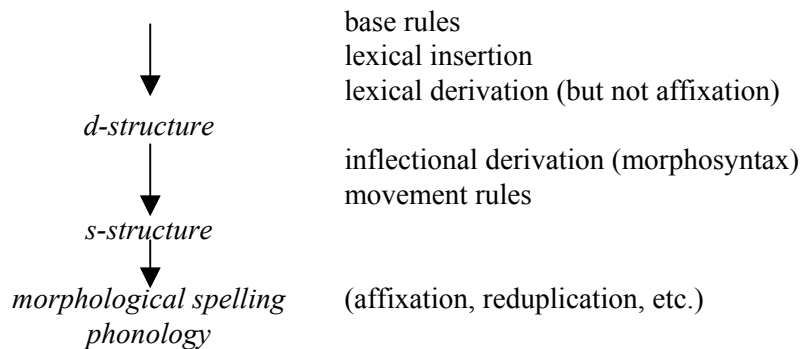 base rules
lexical insertion
lexical derivation (but not affixation)
d-structure
inflectional derivation (morphosyntax)
movement rules
s-structure
morphological spelling (affixation, reduplication, etc.)
phonology